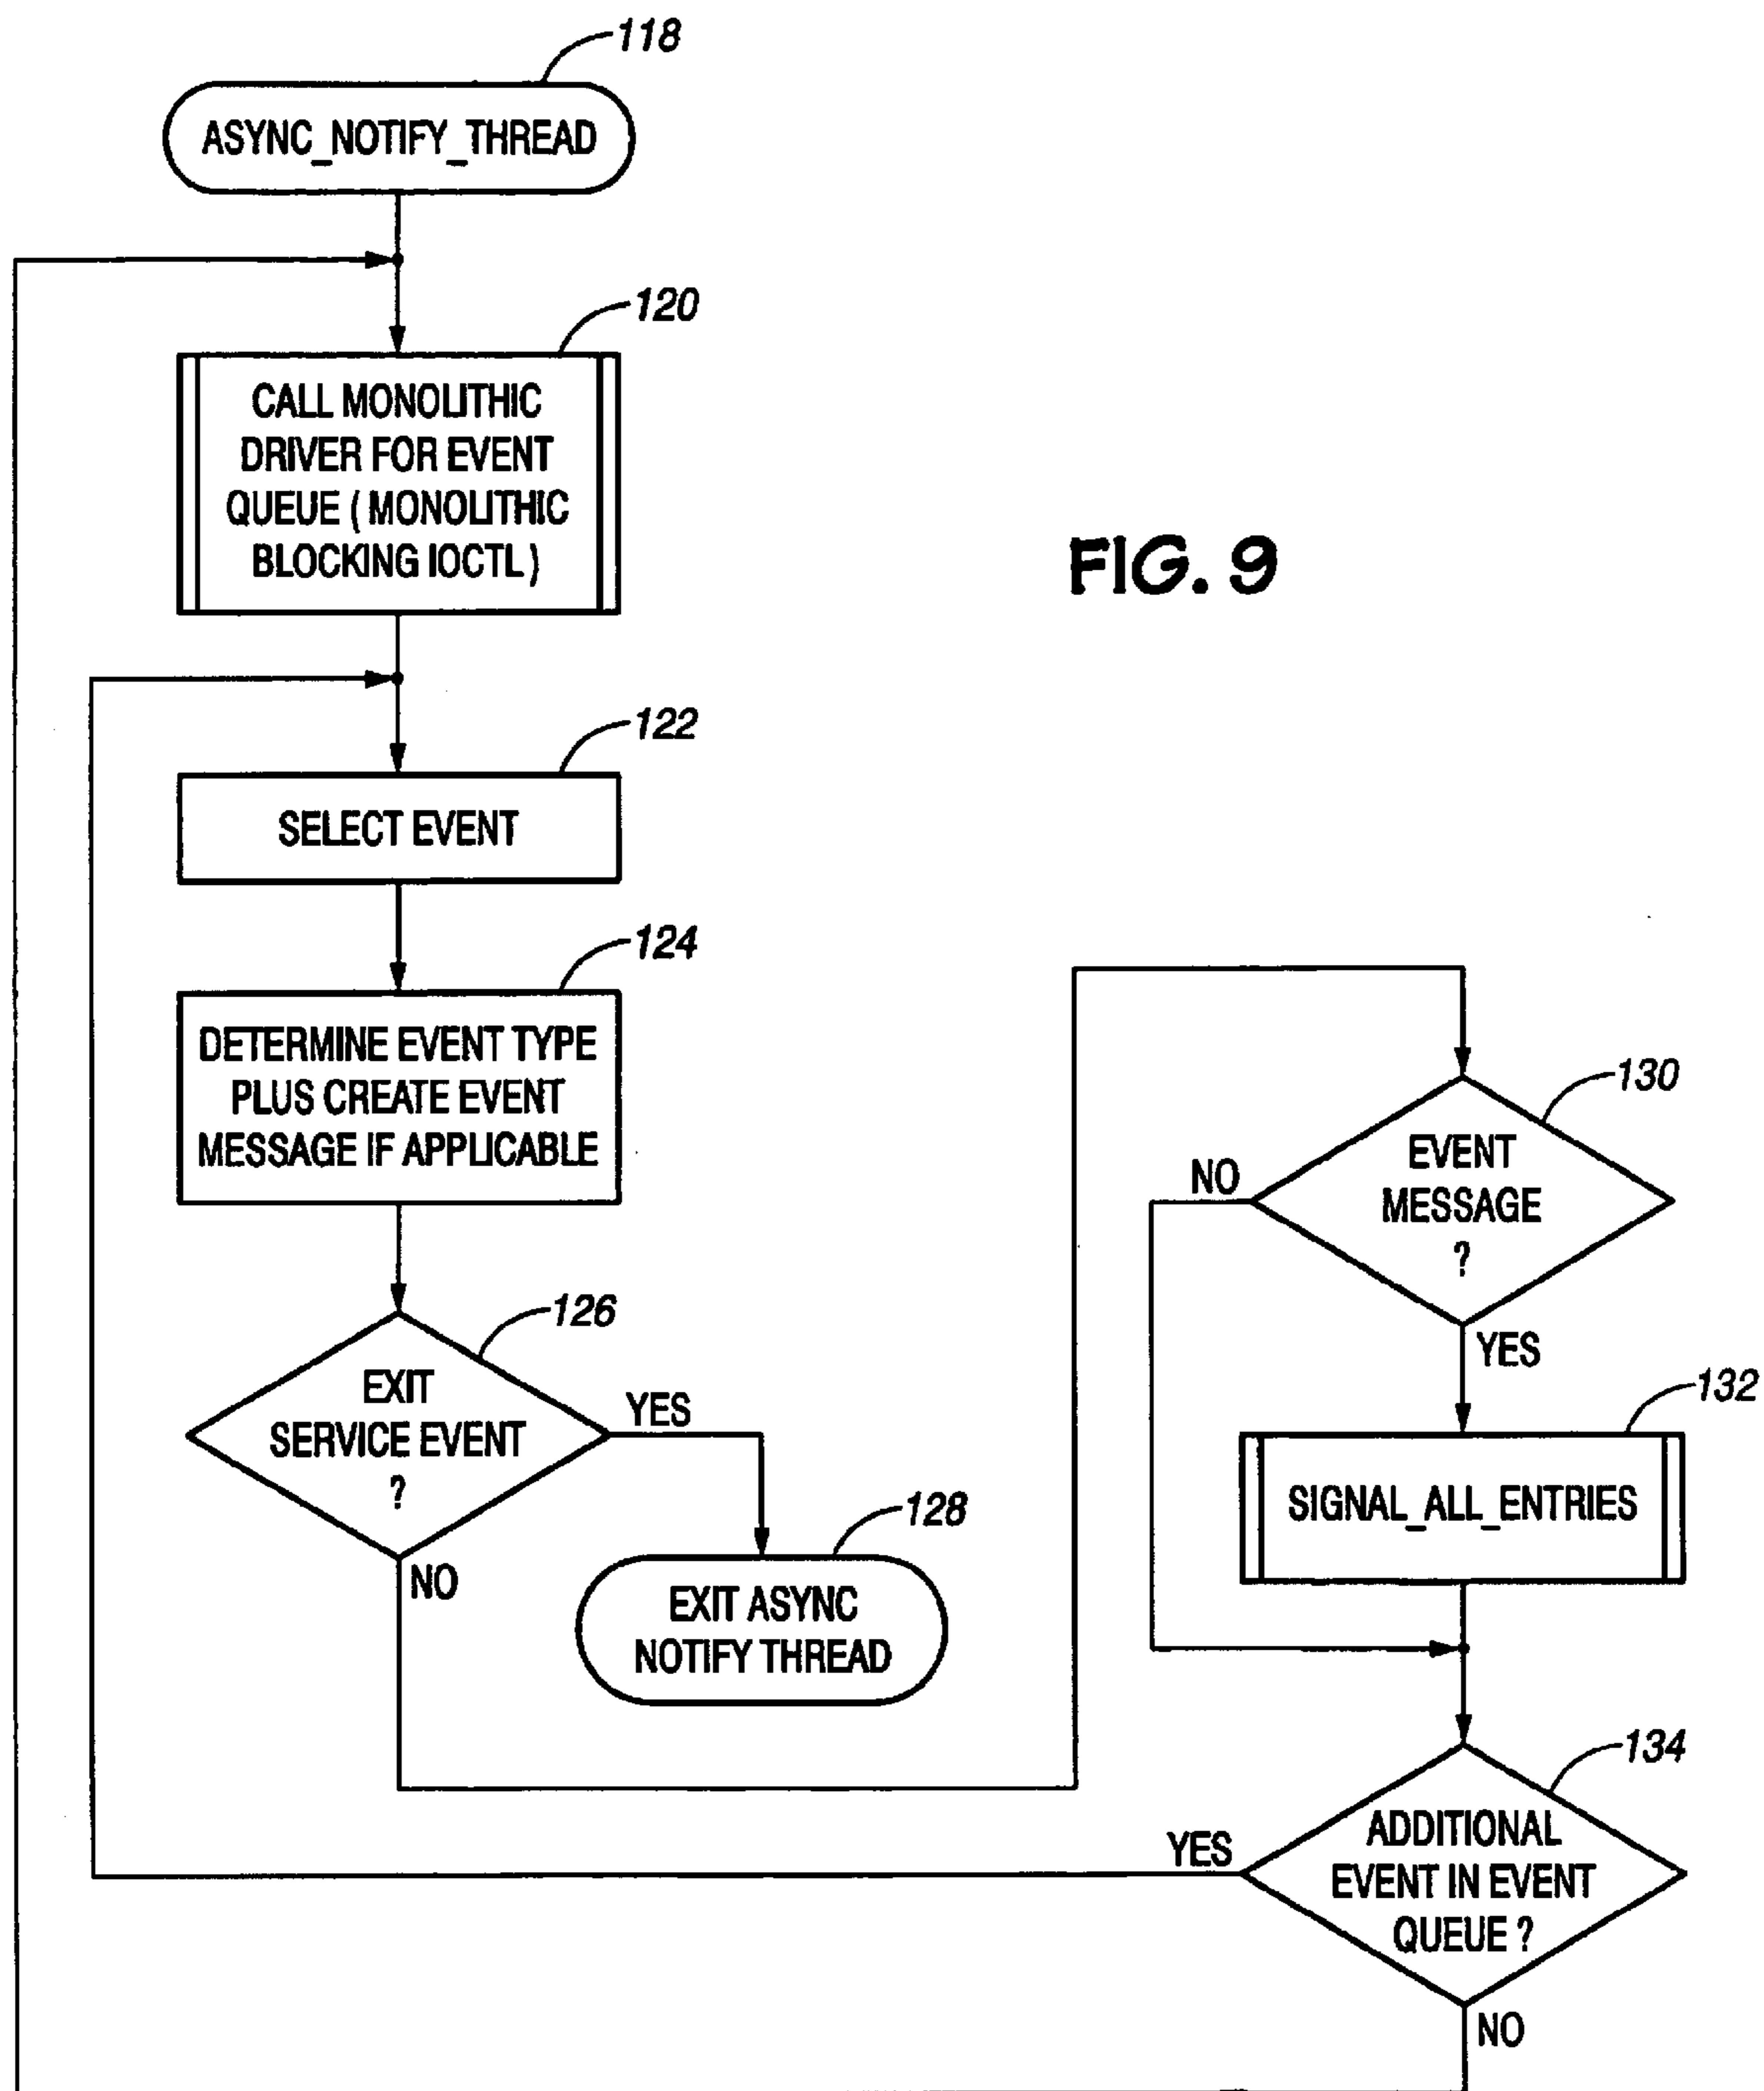 118
ASYNC_NOTIFY_THREAD
120
CALL MONOLITHIC
DRIVER FOR EVENT
QUEUE ( MONOLITHIC
BLOCKING IOCTL )
FIG. 9
122
SELECT EVENT
124
DETERMINE EVENT TYPE
PLUS CREATE EVENT
MESSAGE IF APPLICABLE
126
EXIT
SERVICE EVENT
?
YES
NO
128
EXIT ASYNC
NOTIFY THREAD
130
EVENT
MESSAGE
?
NO
YES
132
SIGNAL_ALL_ENTRIES
134
ADDITIONAL
EVENT IN EVENT
QUEUE ?
YES
NO